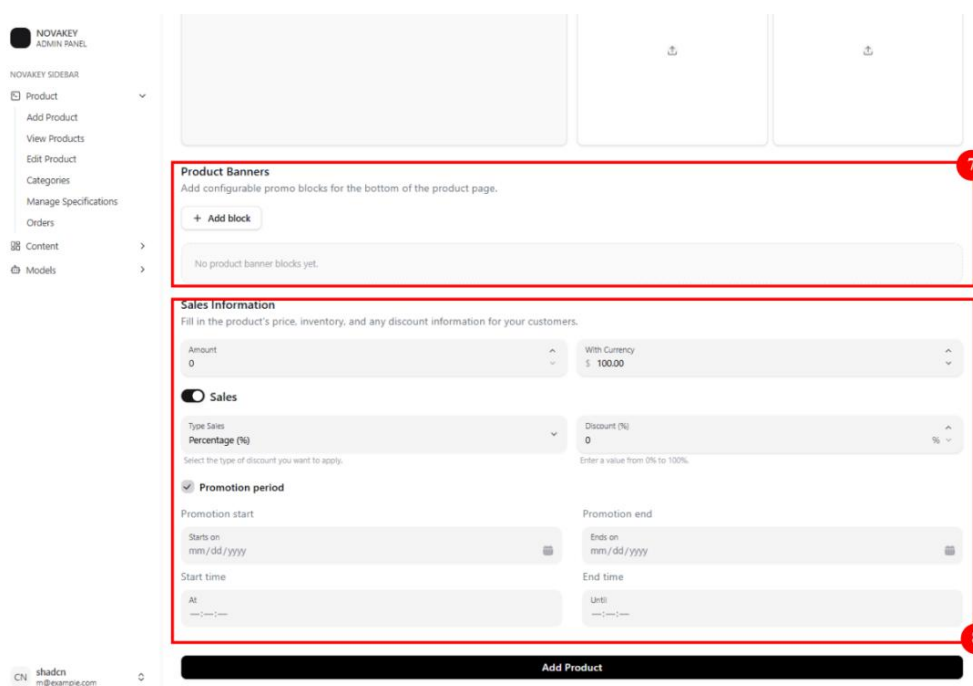 NOVAKEY
ADMIN PANEL
NOVAKEY SIDEBAR
Product
Add Product
View Products
Edit Product
Categories
Manage Specifications
Orders
Content
Models
CN shadcn
m@example.com
Product Banners
7
Add configurable promo blocks for the bottom of the product page.
+ Add block
No product banner blocks yet.
Sales Information
Fill in the product's price, inventory, and any discount information for your customers.
Amount
0
With Currency
$ 100.00
Sales
Type Sales
Percentage (%)
Select the type of discount you want to apply.
Discount (%)
0 %
Enter a value from 0% to 100%.
Promotion period
Promotion start
Promotion end
Starts on
mm/dd/yyyy
Ends on
mm/dd/yyyy
Start time
End time
At
--:--:--
Until
--:--:--
Add Product